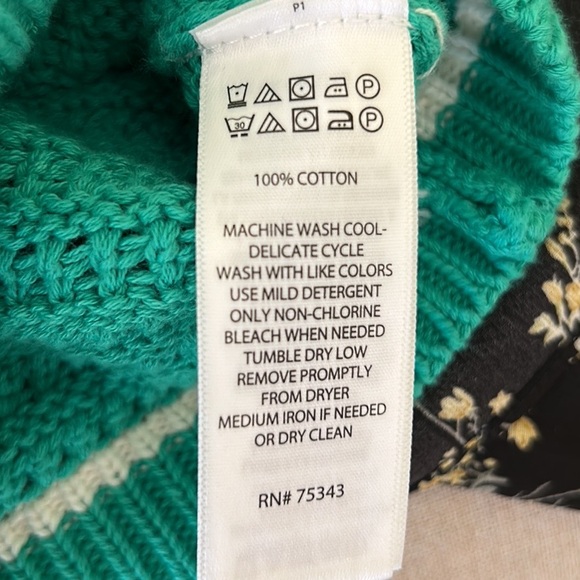 P1
P
30 P
100% COTTON
MACHINE WASH COOL-
DELICATE CYCLE
WASH WITH LIKE COLORS
USE MILD DETERGENT
ONLY NON-CHLORINE
BLEACH WHEN NEEDED
TUMBLE DRY LOW
REMOVE PROMPTLY
FROM DRYER
MEDIUM IRON IF NEEDED
OR DRY CLEAN
RN# 75343